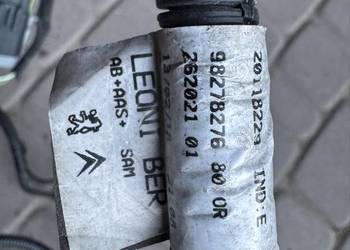 20118229 IND:E
98278276 80 OR
262021 01
LEONI BER
AB+AAS+ SAM